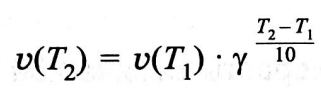 υ(T₂) = υ(T₁) · γ^((T₂−T₁)/10)